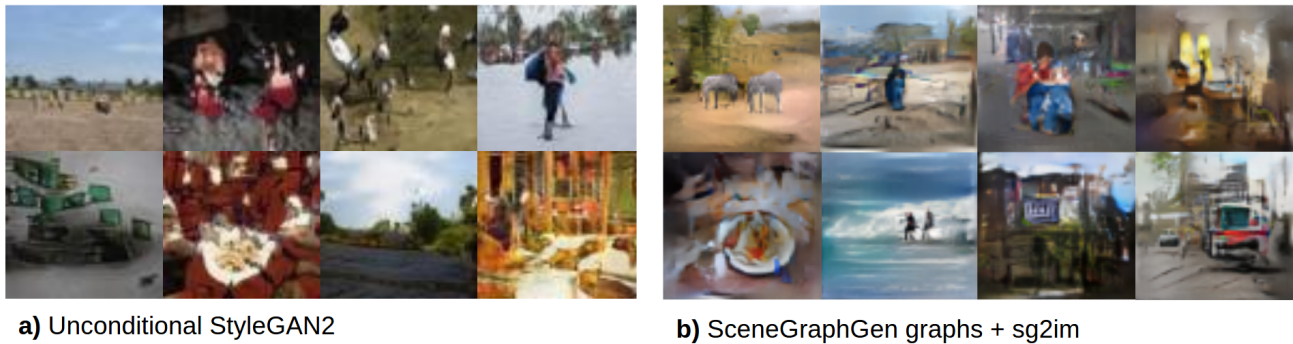 a) Unconditional StyleGAN2
b) SceneGraphGen graphs + sg2im